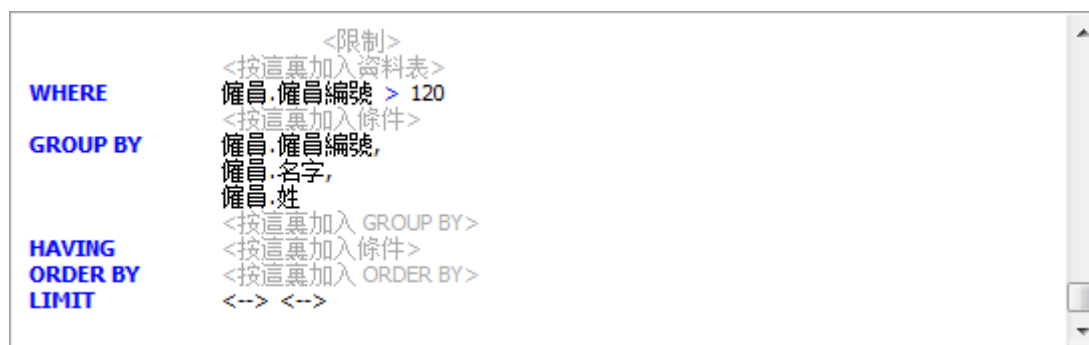 <限制>
<按這裏加入資料表>
WHERE 僱員.僱員編號 > 120
<按這裏加入條件>
GROUP BY 僱員.僱員編號,
僱員.名字,
僱員.姓
<按這裏加入 GROUP BY>
HAVING <按這裏加入條件>
ORDER BY <按這裏加入 ORDER BY>
LIMIT <--> <-->